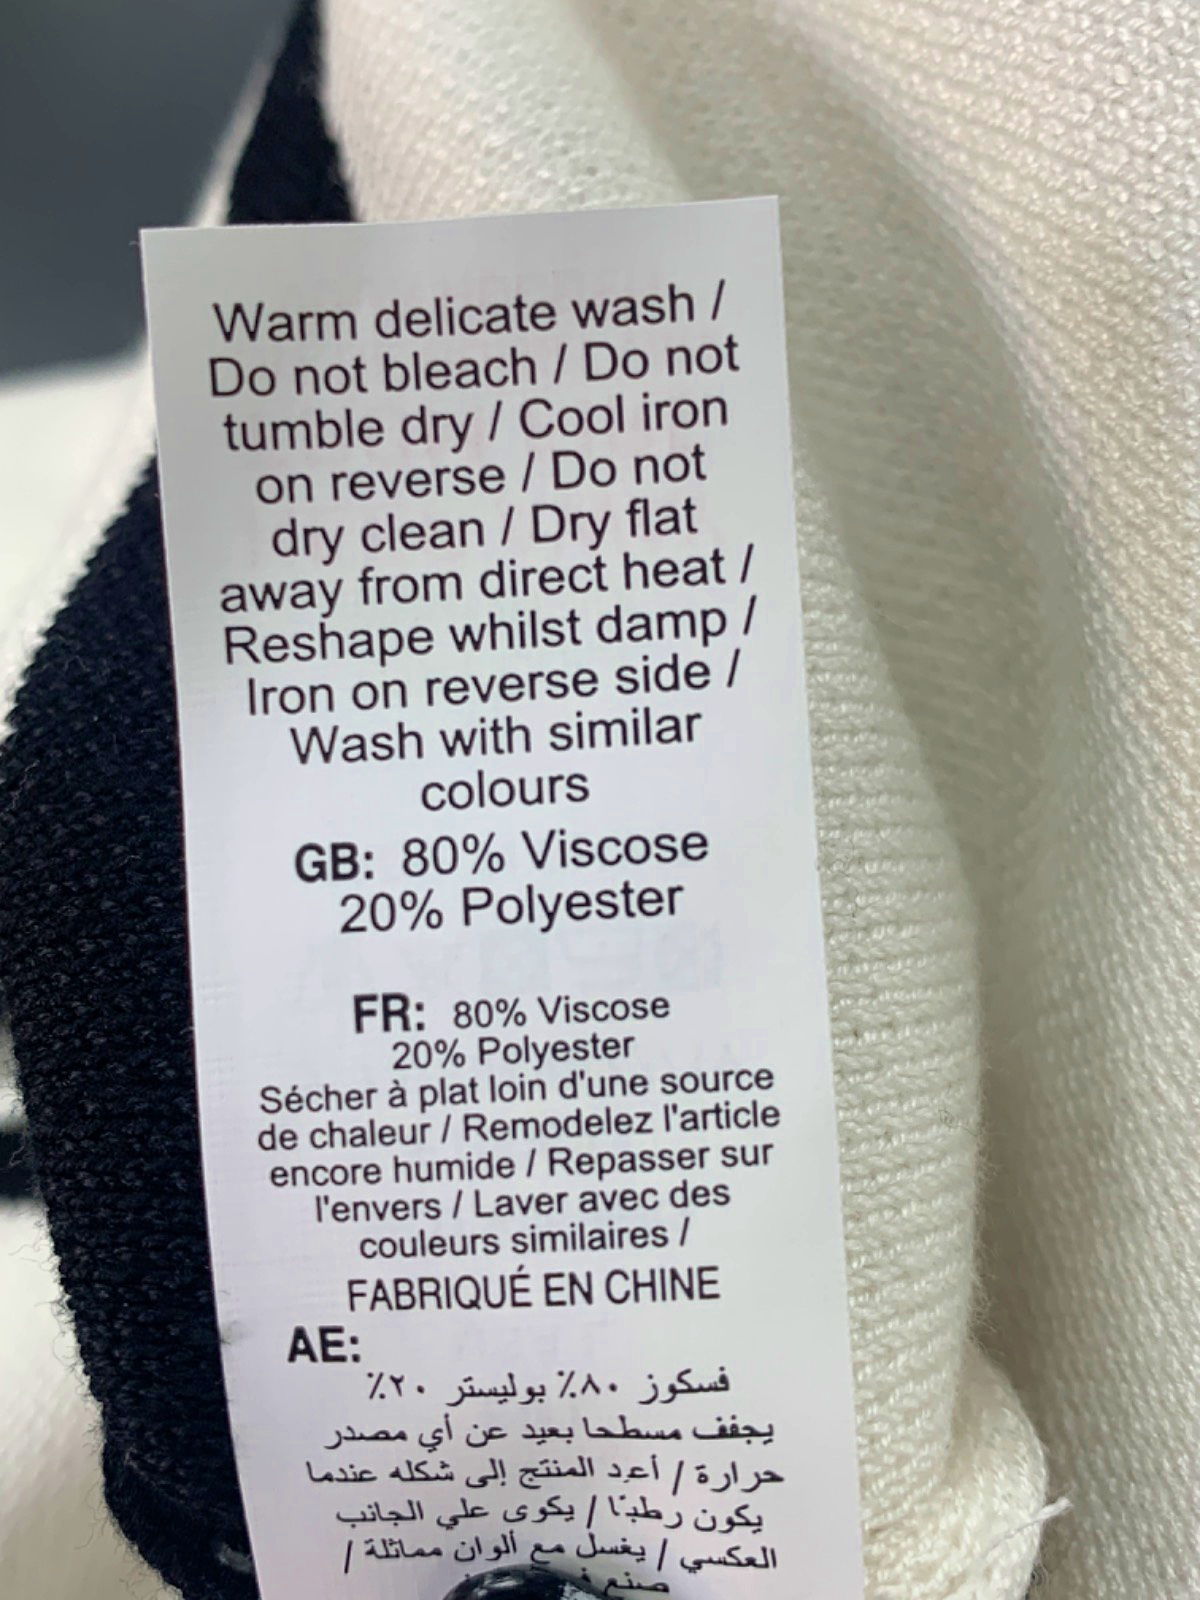 Warm delicate wash /
Do not bleach / Do not
tumble dry / Cool iron
on reverse / Do not
dry clean / Dry flat
away from direct heat /
Reshape whilst damp /
Iron on reverse side /
Wash with similar
colours
GB: 80% Viscose
20% Polyester
FR: 80% Viscose
20% Polyester
Sécher à plat loin d'une source
de chaleur / Remodelez l'article
encore humide / Repasser sur
l'envers / Laver avec des
couleurs similaires /
FABRIQUÉ EN CHINE
AE:
فسكوز ٨٠٪ بوليستر ٢٠٪
يجفف مسطحا بعيد عن أي مصدر
حرارة / أعد المنتج إلى شكله عندما
يكون رطبًا / يكوى علي الجانب
العكسي / يغسل مع ألوان مماثلة /
صنع